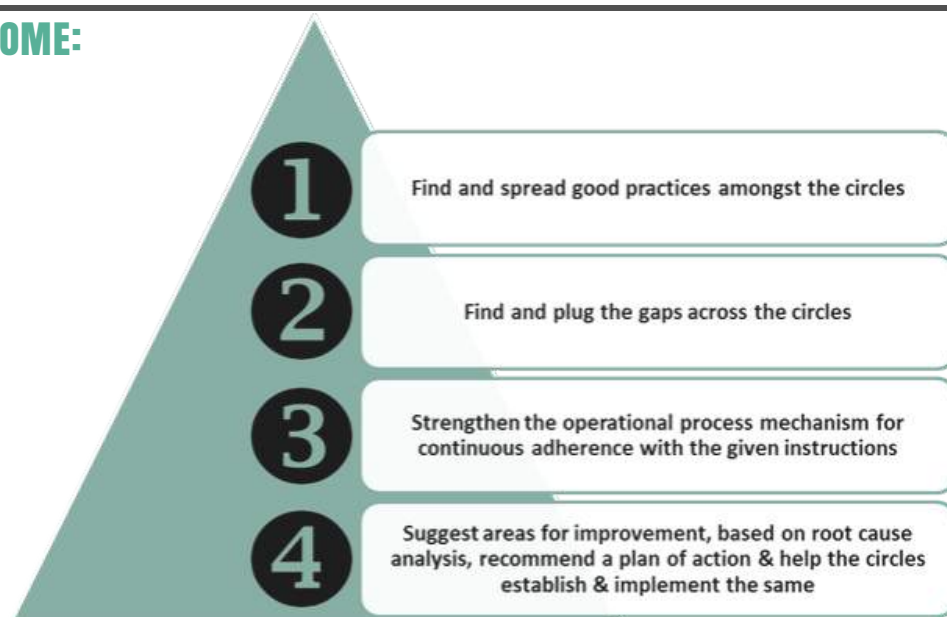 OME:
1
Find and spread good practices amongst the circles
2
Find and plug the gaps across the circles
3
Strengthen the operational process mechanism for
continuous adherence with the given instructions
4
Suggest areas for improvement, based on root cause
analysis, recommend a plan of action & help the circles
establish & implement the same